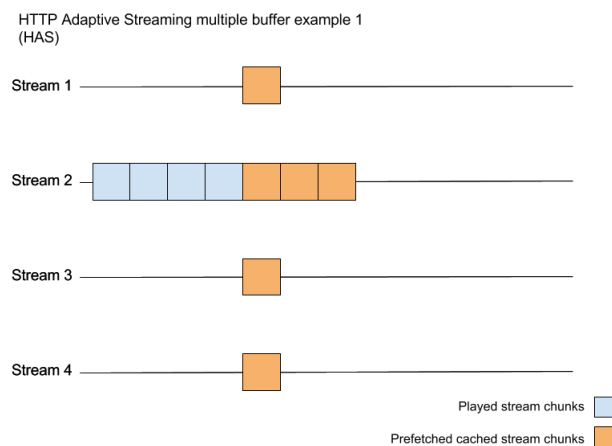 HTTP Adaptive Streaming multiple buffer example 1
(HAS)
Stream 1
Stream 2
Stream 3
Stream 4
Played stream chunks
Prefetched cached stream chunks